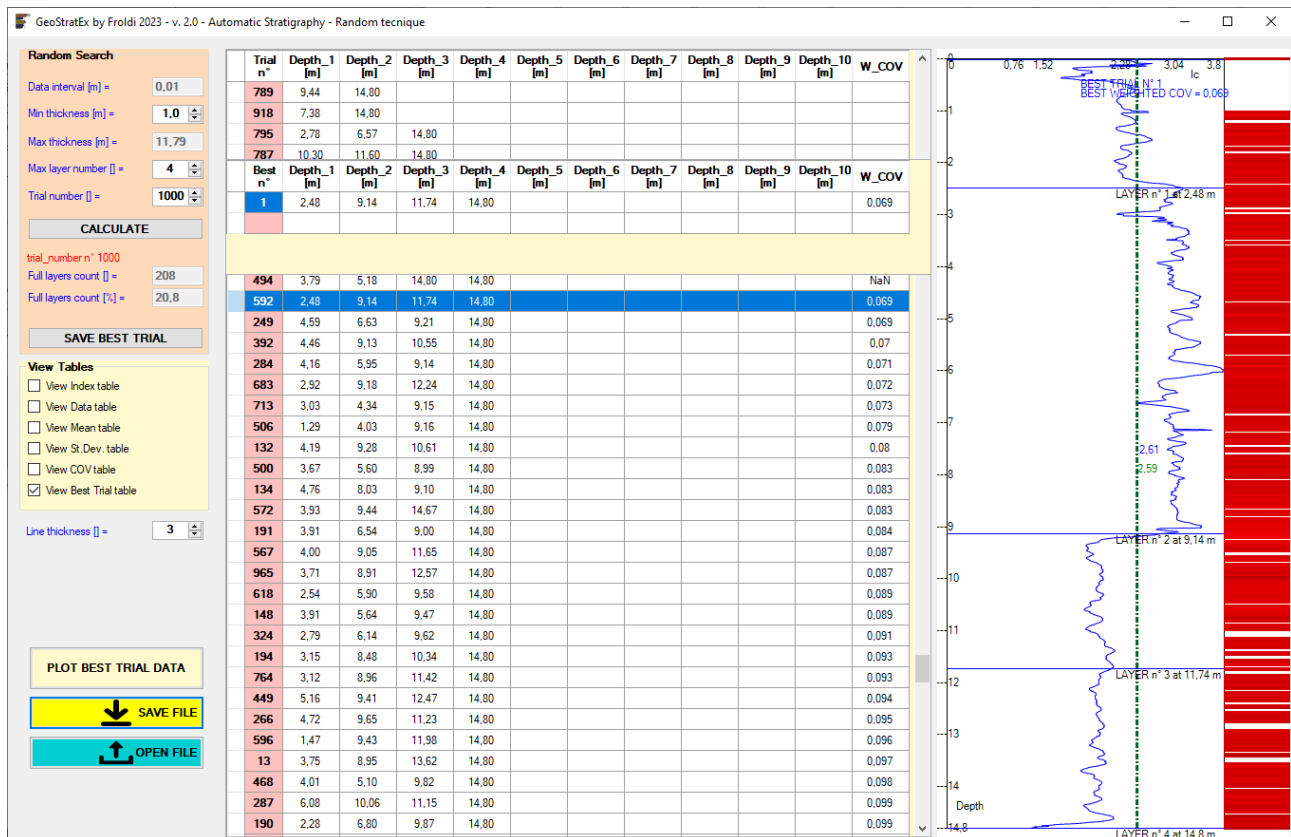 GeoStratEx by Froldi 2023 - v. 2.0 - Automatic Stratigraphy - Random tecnique
Random Search
Data interval [m] = 0,01
Min thickness [m] = 1,0
Max thickness [m] = 11,79
Max layer number [] = 4
Trial number [] = 1000
CALCULATE
trial_number n° 1000
Full layers count [] = 208
Full layers count [%] = 20,8
SAVE BEST TRIAL
View Tables
View Index table
View Data table
View Mean table
View St.Dev. table
View COV table
View Best Trial table
Line thickness [] = 3
PLOT BEST TRIAL DATA
SAVE FILE
OPEN FILE
Trial n° Depth_1 [m] Depth_2 [m] Depth_3 [m] Depth_4 [m] Depth_5 [m] Depth_6 [m] Depth_7 [m] Depth_8 [m] Depth_9 [m] Depth_10 [m] W_COV
789 9,44 14,80
918 7,38 14,80
795 2,78 6,57 14,80
787 10,30 11,60 14,80
Best n° Depth_1 [m] Depth_2 [m] Depth_3 [m] Depth_4 [m] Depth_5 [m] Depth_6 [m] Depth_7 [m] Depth_8 [m] Depth_9 [m] Depth_10 [m] W_COV
1 2,48 9,14 11,74 14,80 0,069
494 3,79 5,18 14,80 14,80 NaN
592 2,48 9,14 11,74 14,80 0,069
249 4,59 6,63 9,21 14,80 0,069
392 4,46 9,13 10,55 14,80 0,07
284 4,16 5,95 9,14 14,80 0,071
683 2,92 9,18 12,24 14,80 0,072
713 3,03 4,34 9,15 14,80 0,073
506 1,29 4,03 9,16 14,80 0,079
132 4,19 9,28 10,61 14,80 0,08
500 3,67 5,60 8,99 14,80 0,083
134 4,76 8,03 9,10 14,80 0,083
572 3,93 9,44 14,67 14,80 0,083
191 3,91 6,54 9,00 14,80 0,084
567 4,00 9,05 11,65 14,80 0,087
965 3,71 8,91 12,57 14,80 0,087
618 2,54 5,90 9,58 14,80 0,089
148 3,91 5,64 9,47 14,80 0,089
324 2,79 6,14 9,62 14,80 0,091
194 3,15 8,48 10,34 14,80 0,093
764 3,12 8,96 11,42 14,80 0,093
449 5,16 9,41 12,47 14,80 0,094
266 4,72 9,65 11,23 14,80 0,095
596 1,47 9,43 11,98 14,80 0,096
13 3,75 8,95 13,62 14,80 0,097
468 4,01 5,10 9,82 14,80 0,098
287 6,08 10,06 11,15 14,80 0,099
190 2,28 6,80 9,87 14,80 0,099
0 0,76 1,52 2,28 3,04 3,8
Ic
BEST TRIAL N° 1
BEST WEIGHTED COV = 0,069
---0
---1
---2
LAYER n° 1 at 2,48 m
---3
---4
---5
---6
---7
2,61
2,59
---8
---9
LAYER n° 2 at 9,14 m
---10
---11
LAYER n° 3 at 11,74 m
---12
---13
---14
Depth
---14,8
LAYER n° 4 at 14,8 m